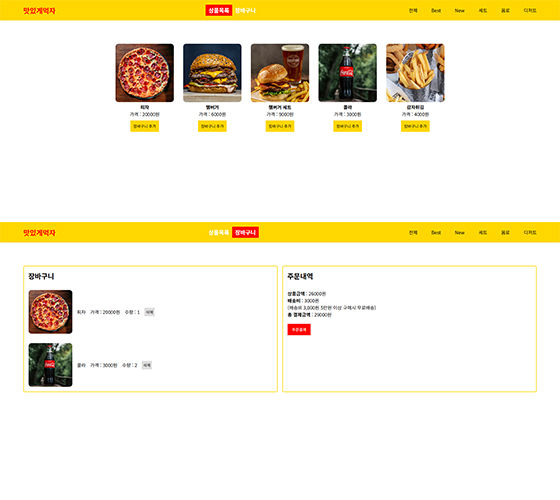 맛있게먹자 상품목록 장바구니 전체 Best New 세트 음료 디저트
피자 햄버거 햄버거 세트 콜라 감자튀김
가격 : 20000원 가격 : 6000원 가격 : 9000원 가격 : 3000원 가격 : 4000원
장바구니 추가 장바구니 추가 장바구니 추가 장바구니 추가 장바구니 추가
맛있게먹자 상품목록 장바구니 전체 Best New 세트 음료 디저트
장바구니
피자 가격 : 20000원 수량 : 1 삭제
콜라 가격 : 3000원 수량 : 2 삭제
주문내역
상품금액 : 26000원
배송비 : 3000원
(배송비 3,000원 5만원 이상 구매시 무료배송)
총 결제금액 : 29000원
주문결제